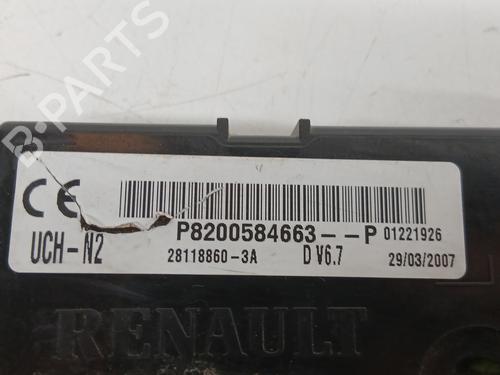 B-PARTS
CE
P8200584663--P 01221926
UCH-N2 28118860-3A D V6.7 29/03/2007
RENAULT